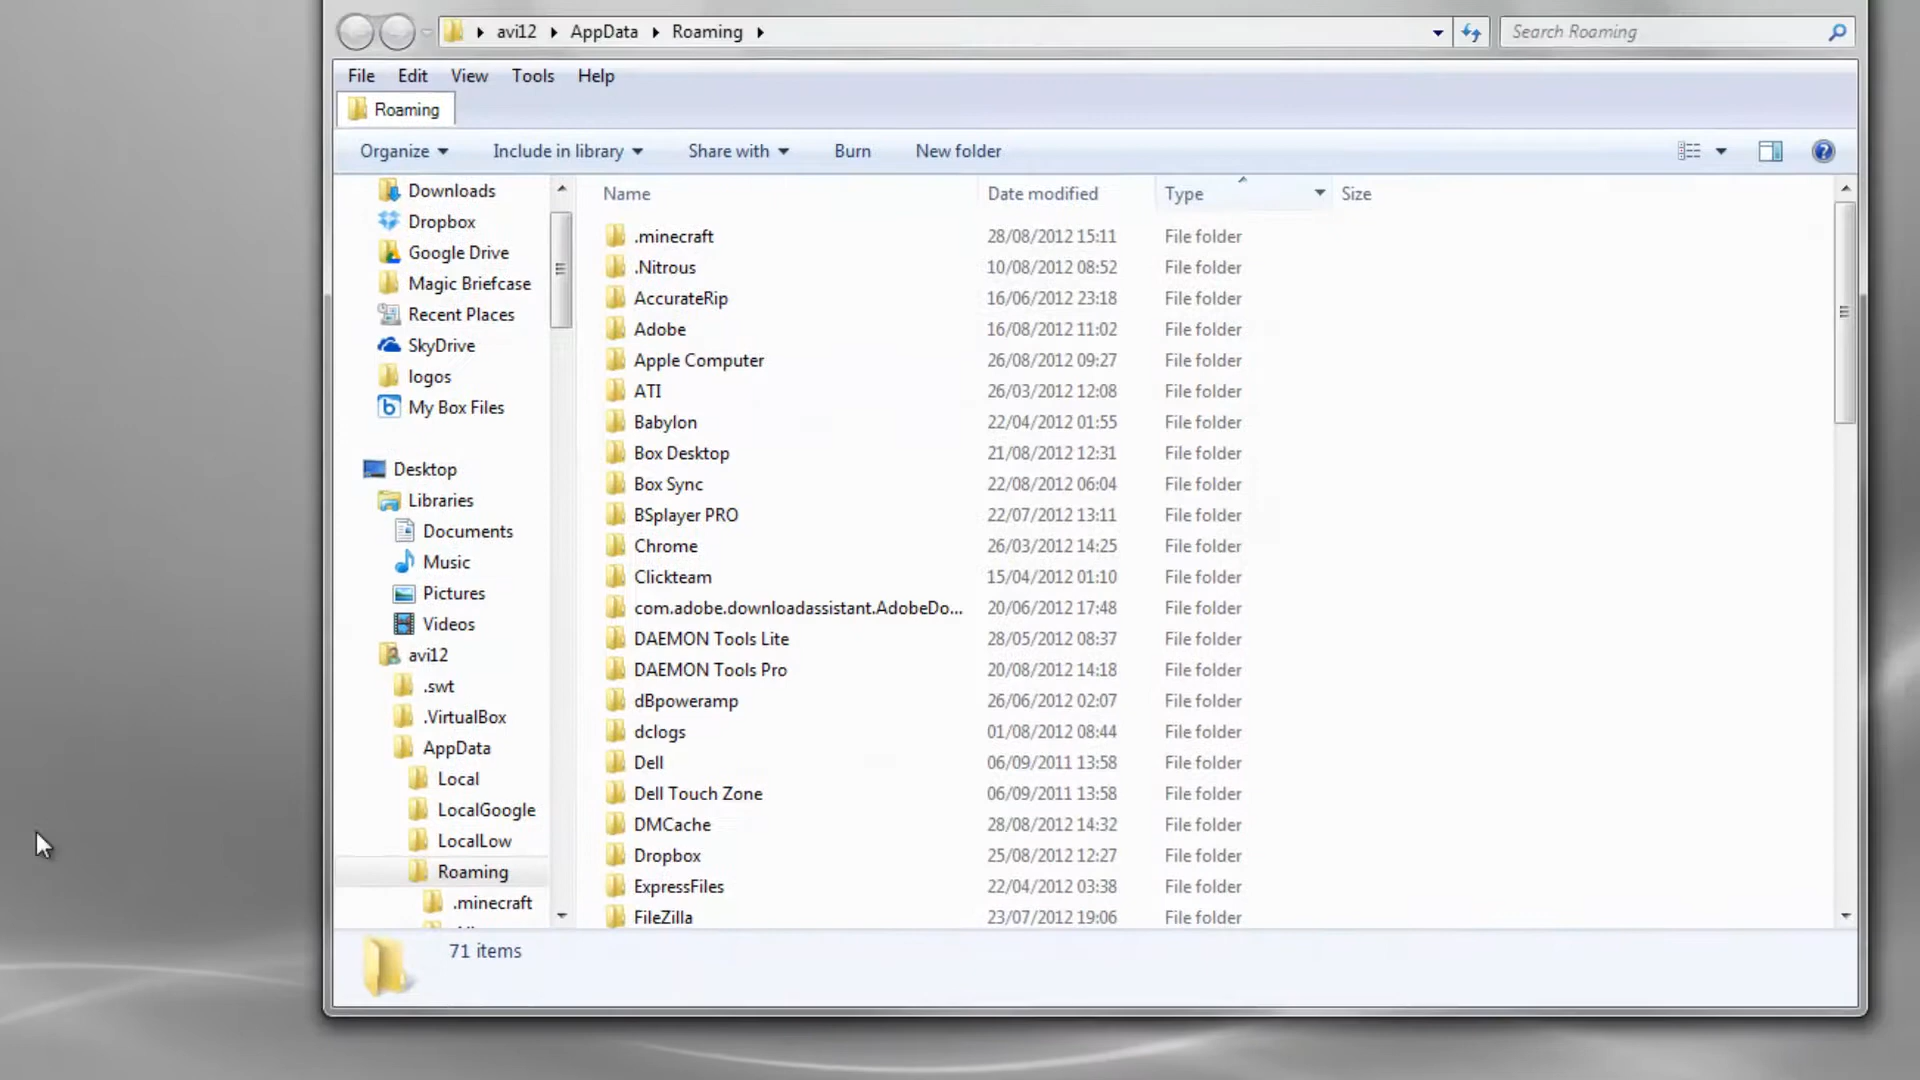 avi12 AppData Roaming
Search Roaming
File Edit View Tools Help
Roaming
Organize Include in library Share with Burn New folder
Downloads
Dropbox
Google Drive
Magic Briefcase
Recent Places
SkyDrive
logos
My Box Files
Desktop
Libraries
Documents
Music
Pictures
Videos
avi12
.swt
.VirtualBox
AppData
Local
LocalGoogle
LocalLow
Roaming
.minecraft
Name Date modified Type Size
.minecraft 28/08/2012 15:11 File folder
.Nitrous 10/08/2012 08:52 File folder
AccurateRip 16/06/2012 23:18 File folder
Adobe 16/08/2012 11:02 File folder
Apple Computer 26/08/2012 09:27 File folder
ATI 26/03/2012 12:08 File folder
Babylon 22/04/2012 01:55 File folder
Box Desktop 21/08/2012 12:31 File folder
Box Sync 22/08/2012 06:04 File folder
BSplayer PRO 22/07/2012 13:11 File folder
Chrome 26/03/2012 14:25 File folder
Clickteam 15/04/2012 01:10 File folder
com.adobe.downloadassistant.AdobeDo... 20/06/2012 17:48 File folder
DAEMON Tools Lite 28/05/2012 08:37 File folder
DAEMON Tools Pro 20/08/2012 14:18 File folder
dBpoweramp 26/06/2012 02:07 File folder
dclogs 01/08/2012 08:44 File folder
Dell 06/09/2011 13:58 File folder
Dell Touch Zone 06/09/2011 13:58 File folder
DMCache 28/08/2012 14:32 File folder
Dropbox 25/08/2012 12:27 File folder
ExpressFiles 22/04/2012 03:38 File folder
FileZilla 23/07/2012 19:06 File folder
71 items